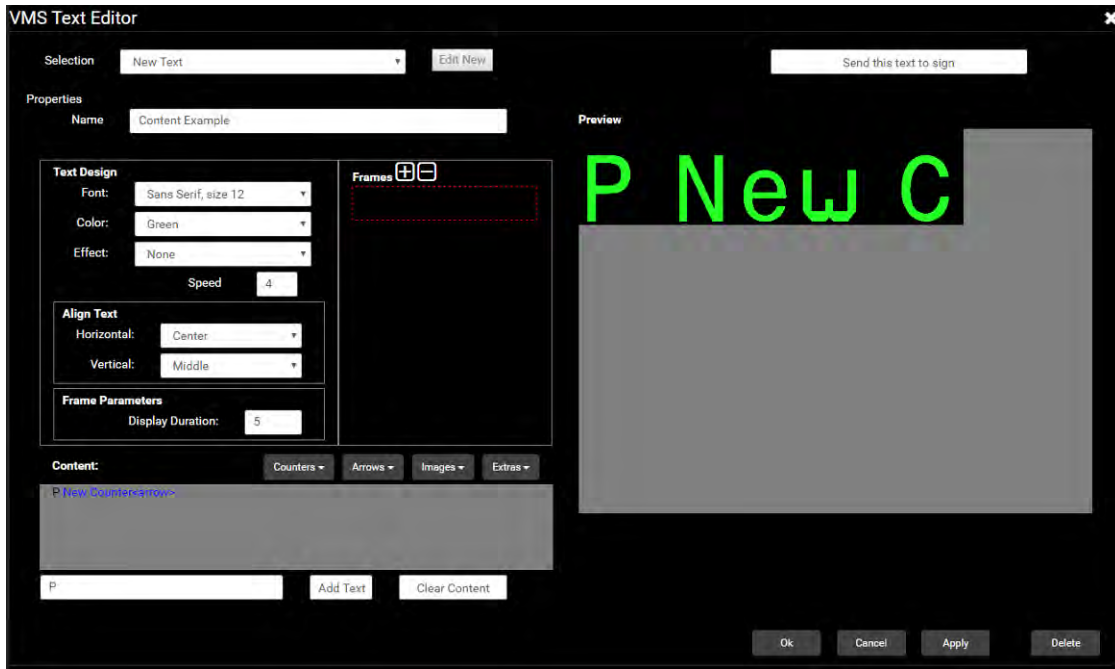 VMS Text Editor
Selection New Text Edit New Send this text to sign
Properties
Name Content Example
Preview
P New C
Text Design
Font: Sans Serif, size 12
Color: Green
Effect: None
Speed 4
Align Text
Horizontal: Center
Vertical: Middle
Frame Parameters
Display Duration: 5
Frames
Content: Counters Arrows Images Extras
P New Counter<arrow>
P Add Text Clear Content
Ok Cancel Apply Delete